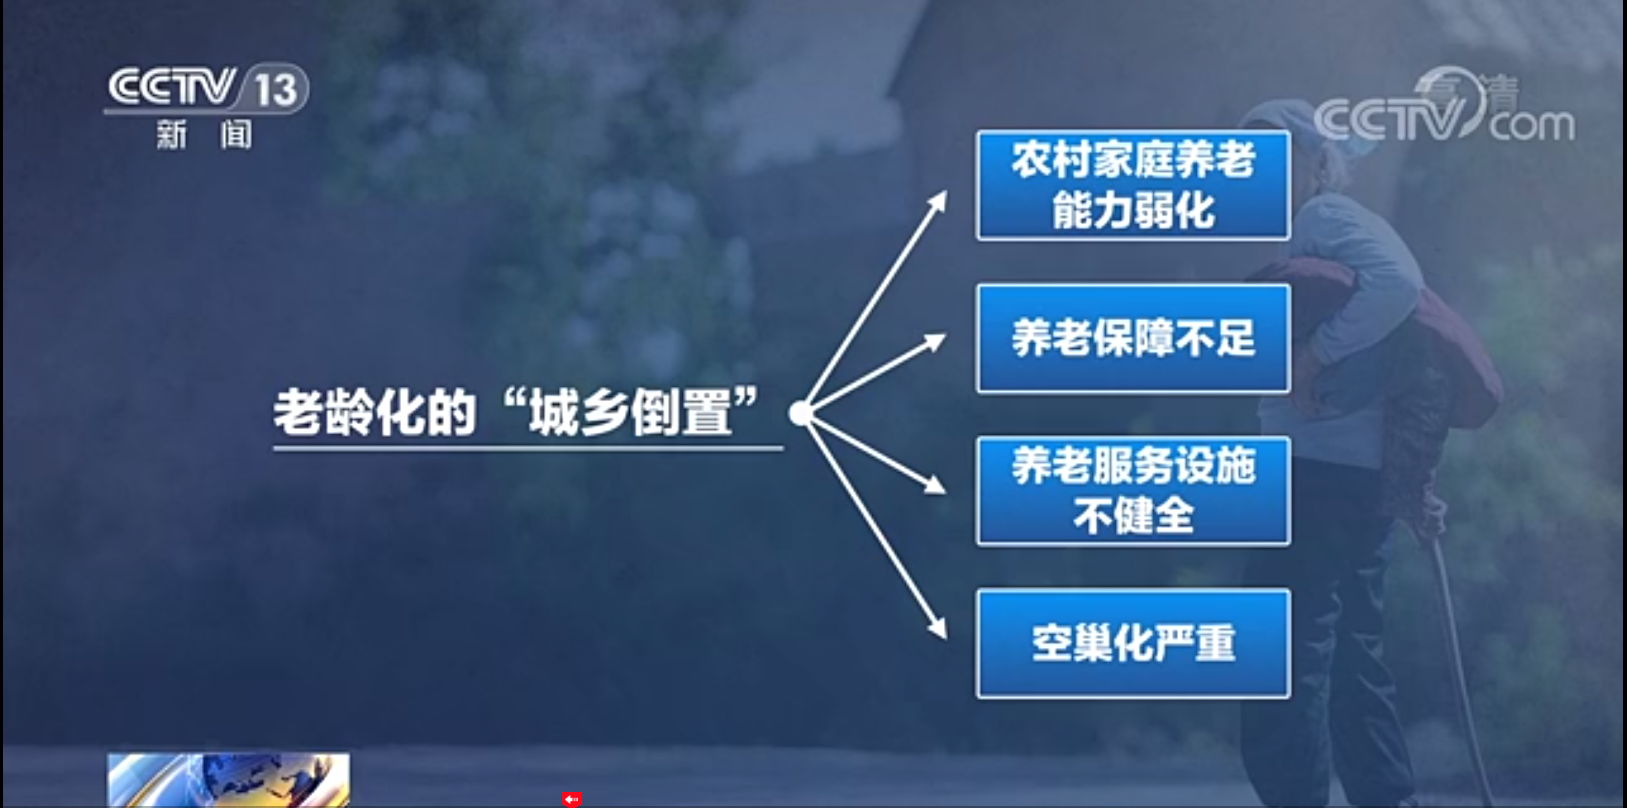 CCTV 13
新闻
高清
CCTV.com
农村家庭养老
能力弱化
养老保障不足
老龄化的“城乡倒置”
养老服务设施
不健全
空巢化严重